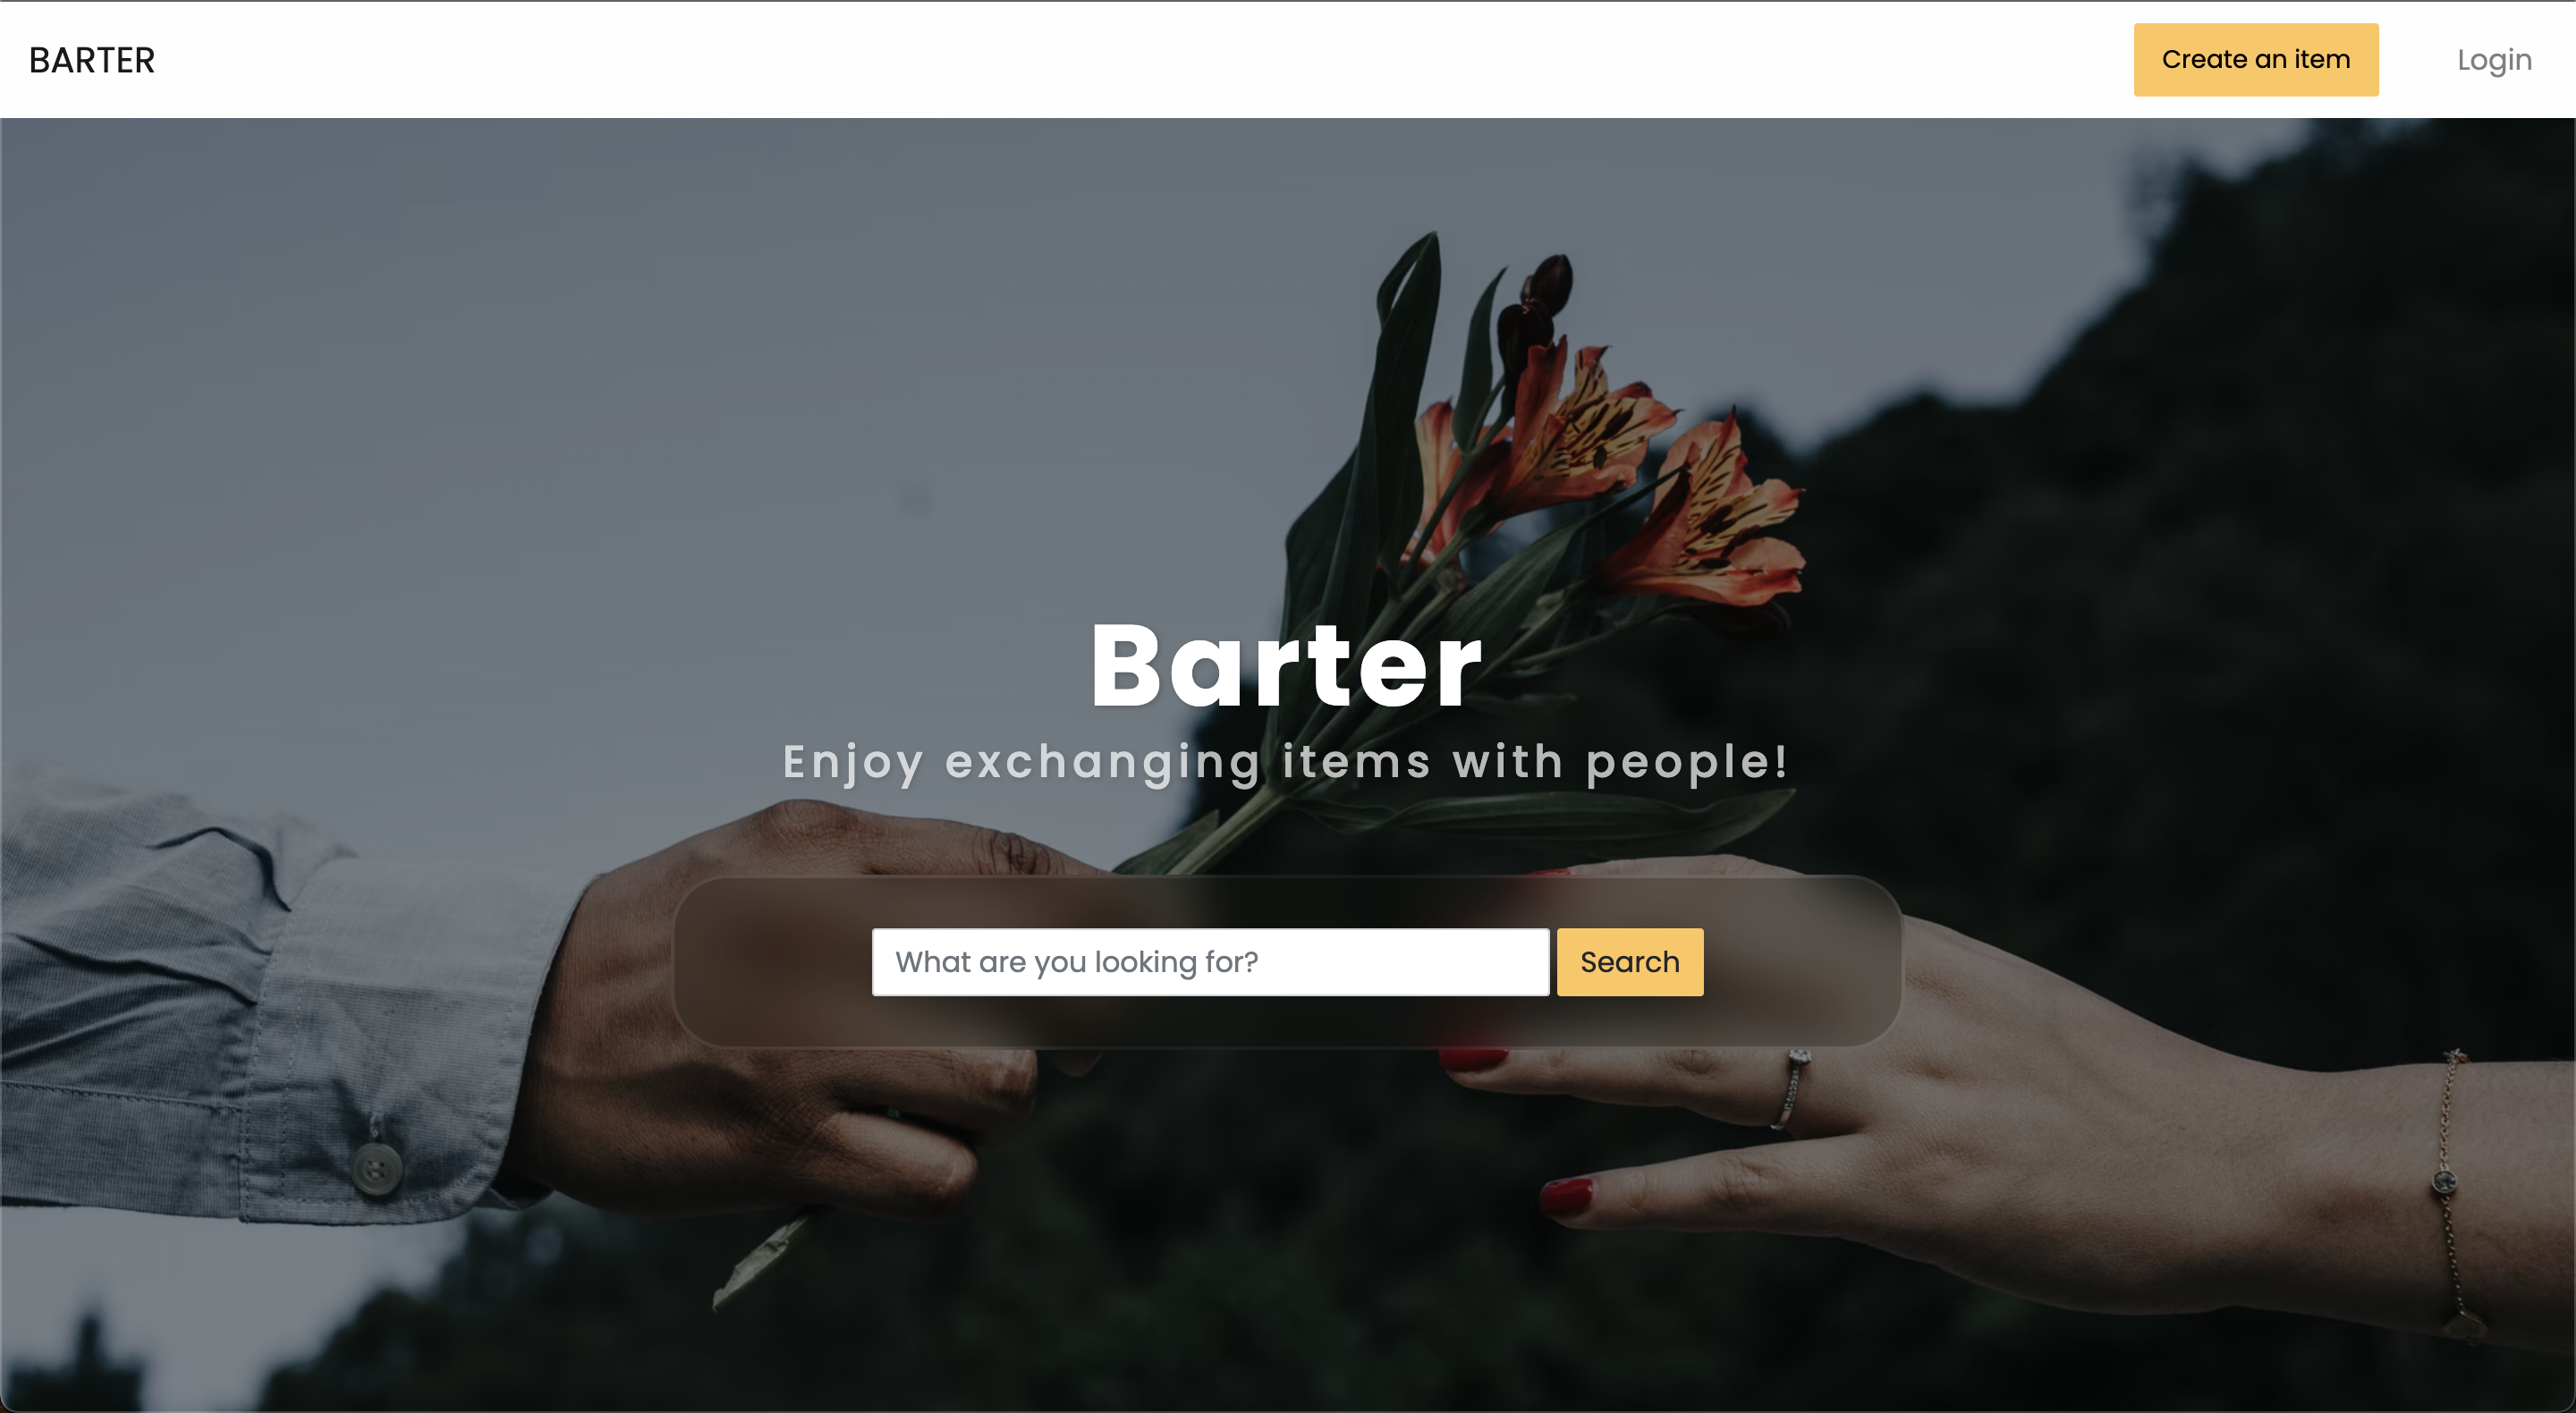 BARTER
Create an item
Login
Barter
Enjoy exchanging items with people!
What are you looking for?
Search